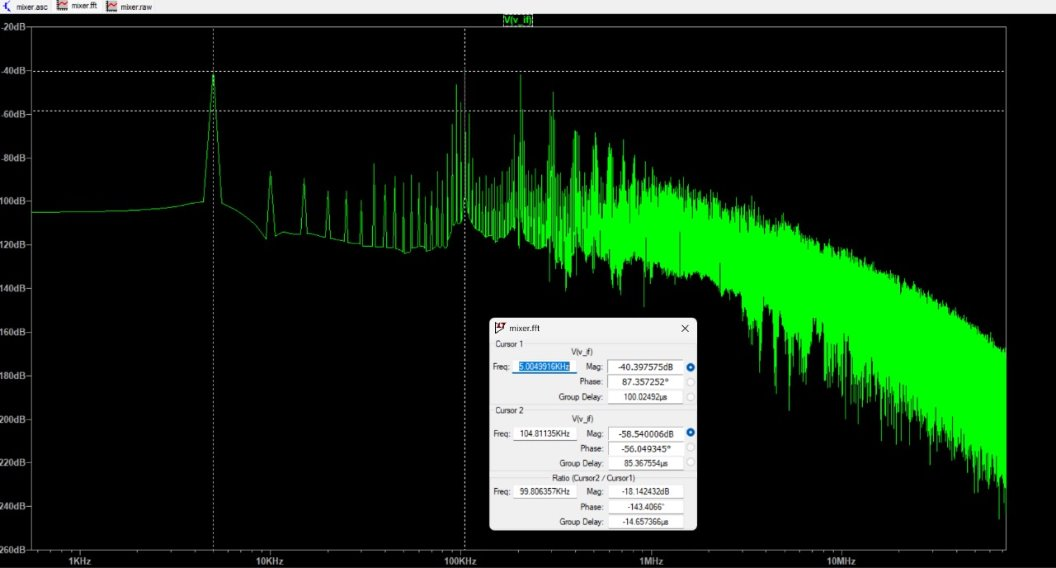 mixer.asc mixer.fft mixer.raw
V(v_if)
-20dB
-40dB
-60dB
-80dB
100dB
120dB
140dB
160dB
180dB
200dB
220dB
240dB
260dB
1KHz 10KHz 100KHz 1MHz 10MHz
mixer.fft
Cursor 1
V(v_if)
Freq: 5.0049916KHz Mag: -40.397575dB
Phase: 87.357252°
Group Delay: 100.02492µs
Cursor 2
V(v_if)
Freq: 104.81135KHz Mag: -58.540006dB
Phase: -56.049345°
Group Delay: 85.367554µs
Ratio (Cursor2 / Cursor1)
Freq: 99.806357KHz Mag: -18.142432dB
Phase: -143.4066°
Group Delay: -14.657366µs